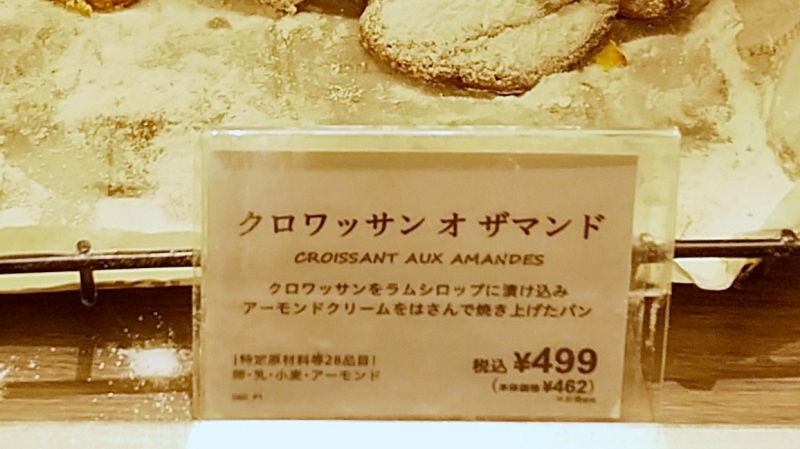 クロワッサン オ ザマンド
CROISSANT AUX AMANDES
クロワッサンをラムシロップに漬け込み
アーモンドクリームをはさんで焼き上げたパン
[特定原材料等28品目]
卵・乳・小麦・アーモンド
税込 ¥499
(本体価格 ¥462)